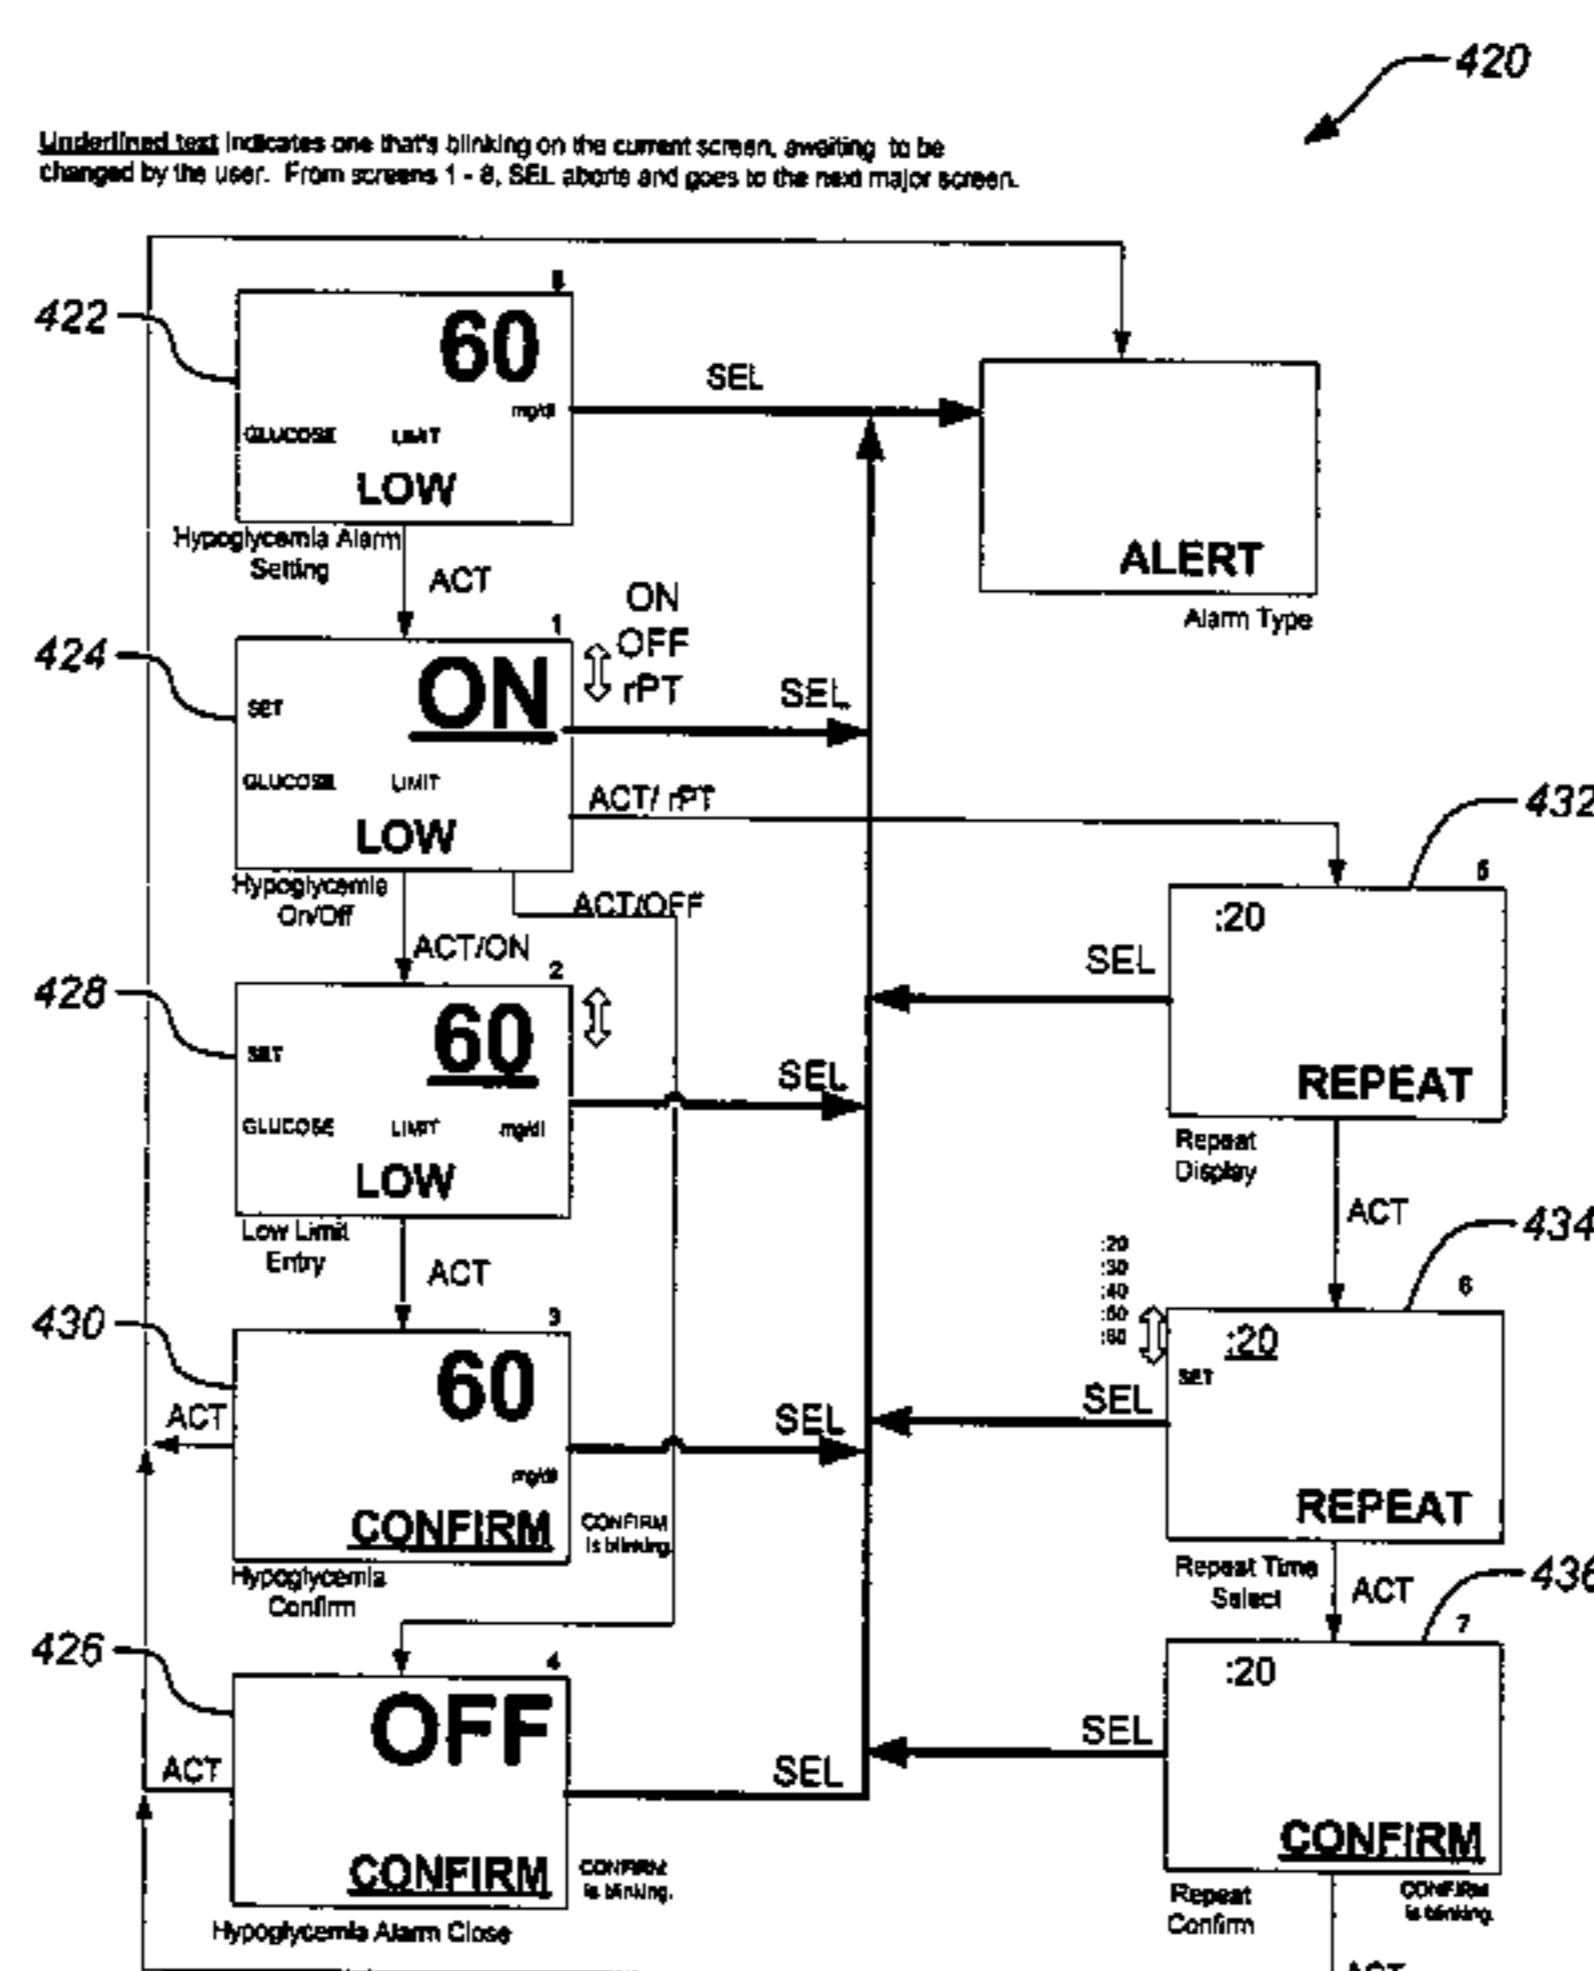 420
Underlined text indicates one that's blinking on the current screen, awaiting to be
changed by the user. From screens 1 - 8, SEL aborts and goes to the next major screen.
422
60
mg/dl
GLUCOSE LIMIT
LOW
Hypoglycemia Alarm
Setting
SEL
ALERT
Alarm Type
ACT
424
1
ON
OFF
rPT
SET
ON
GLUCOSE LIMIT
LOW
Hypoglycemia
On/Off
SEL
ACT/ rPT
ACT/OFF
ACT/ON
432
5
:20
REPEAT
Repeat
Display
SEL
428
2
SET
60
GLUCOSE LIMIT mg/dl
LOW
Low Limit
Entry
SEL
ACT
ACT
434
:20
:30
:40
:50
:60
6
:20
SET
REPEAT
Repeat Time
Select
SEL
430
3
60
mg/dl
CONFIRM
CONFIRM
is blinking.
Hypoglycemia
Confirm
ACT
SEL
ACT
436
7
:20
CONFIRM
Repeat
Confirm
CONFIRM
is blinking.
SEL
426
4
OFF
CONFIRM
CONFIRM
is blinking.
Hypoglycemia Alarm Close
ACT
SEL
ACT